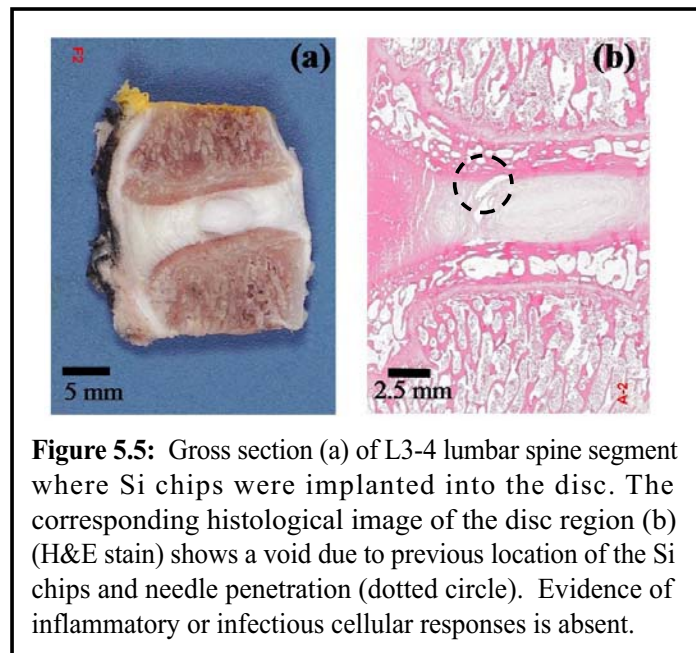 F2
(a)
(b)
5 mm
2.5 mm
A-2
Figure 5.5: Gross section (a) of L3-4 lumbar spine segment
where Si chips were implanted into the disc. The
corresponding histological image of the disc region (b)
(H&E stain) shows a void due to previous location of the Si
chips and needle penetration (dotted circle). Evidence of
inflammatory or infectious cellular responses is absent.